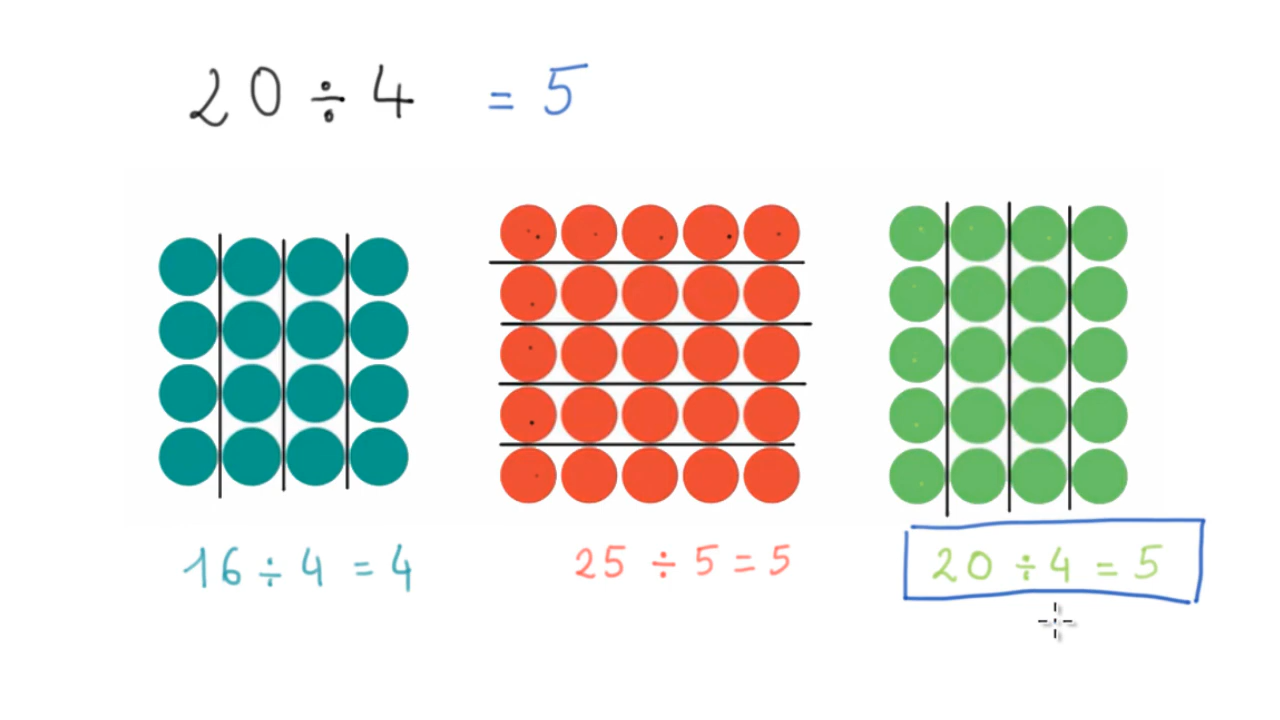 20 ÷ 4 = 5
16 ÷ 4 = 4
25 ÷ 5 = 5
20 ÷ 4 = 5